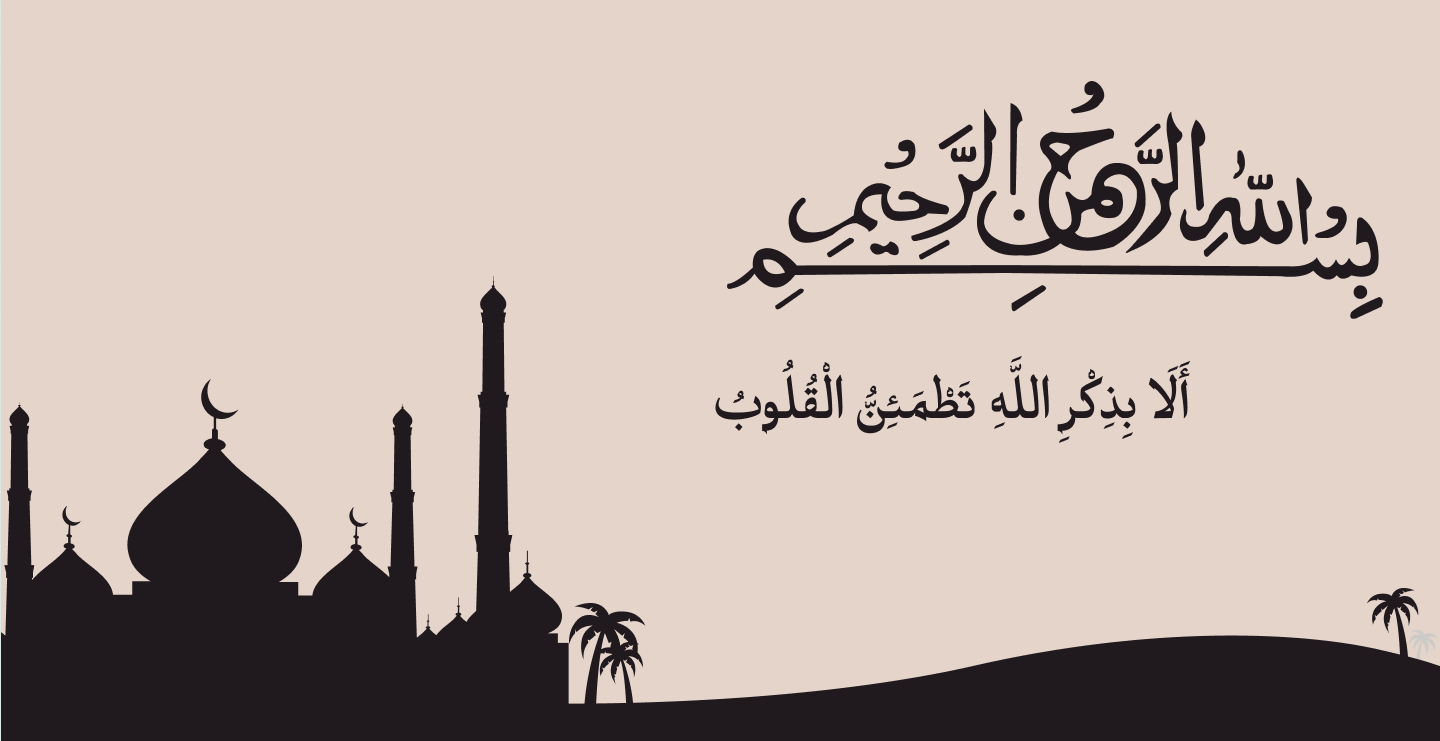 بِسْمِ اللّٰهِ الرَّحْمٰنِ الرَّحِيمِ
أَلَا بِذِكْرِ اللَّهِ تَطْمَئِنُّ الْقُلُوبُ